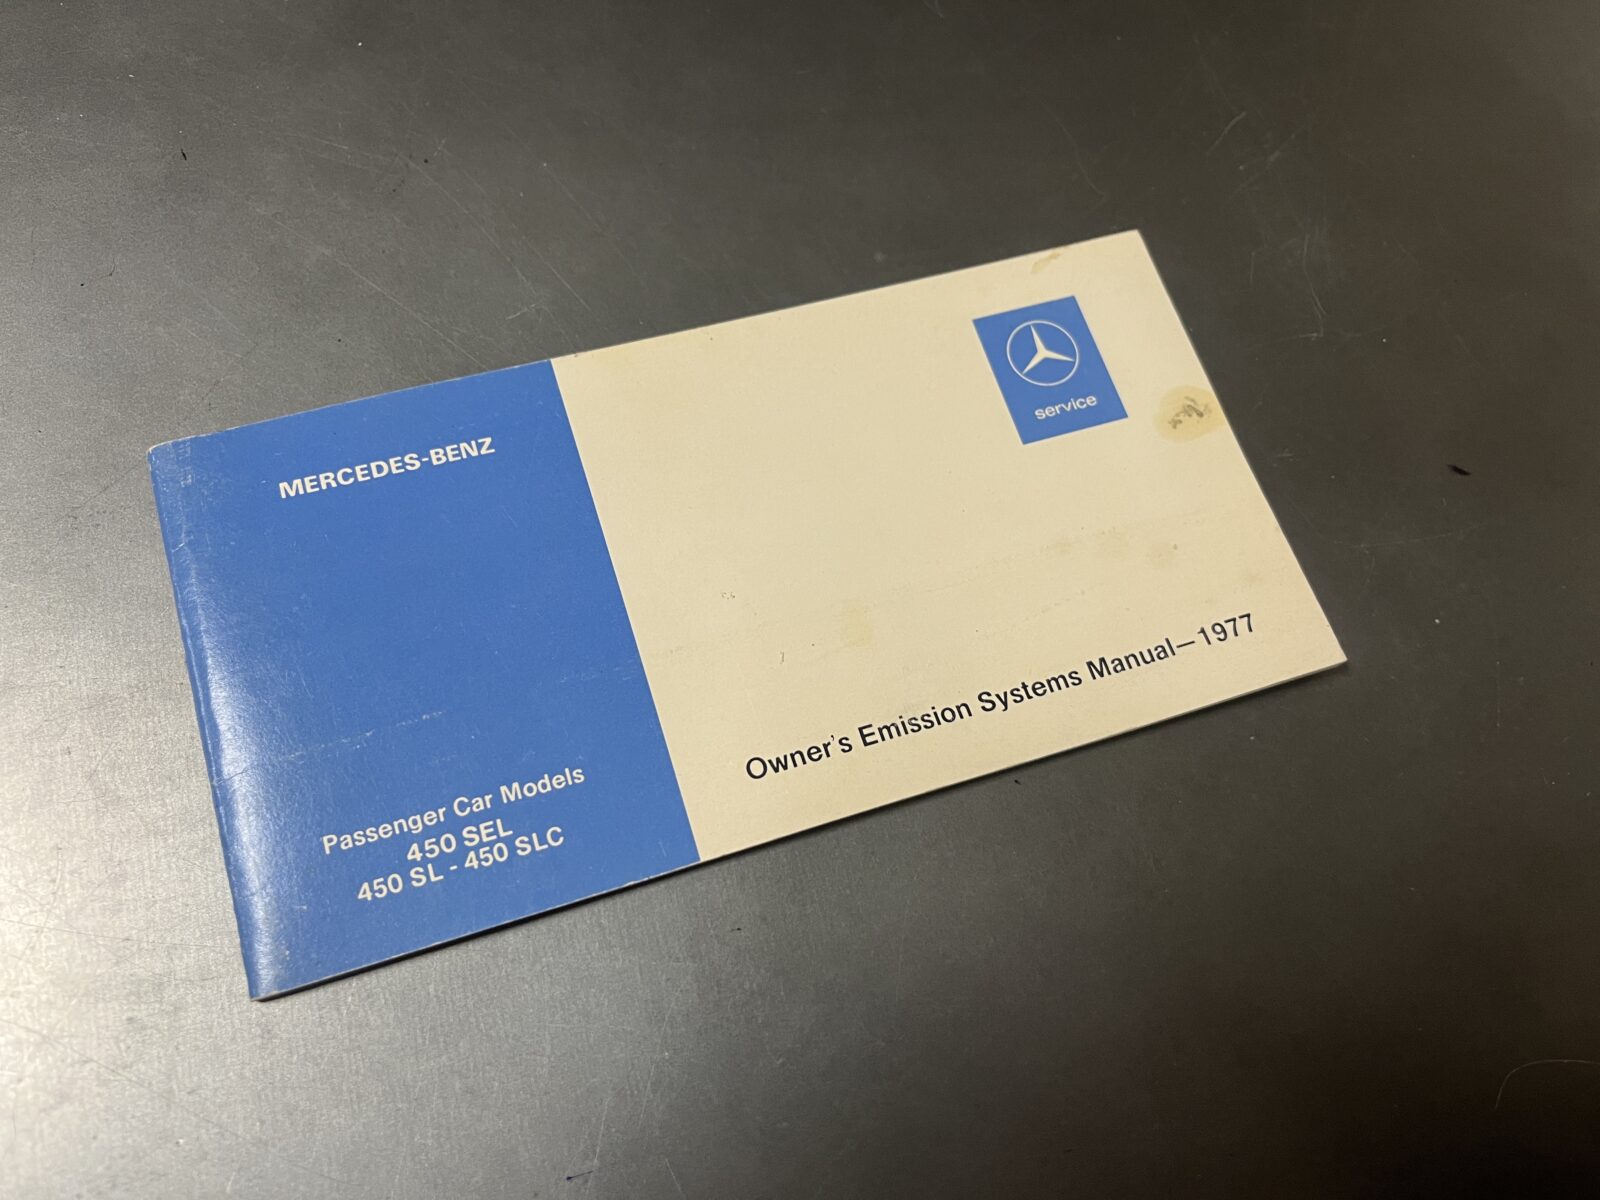 MERCEDES-BENZ
Passenger Car Models
450 SEL
450 SL - 450 SLC
service
Owner's Emission Systems Manual—1977